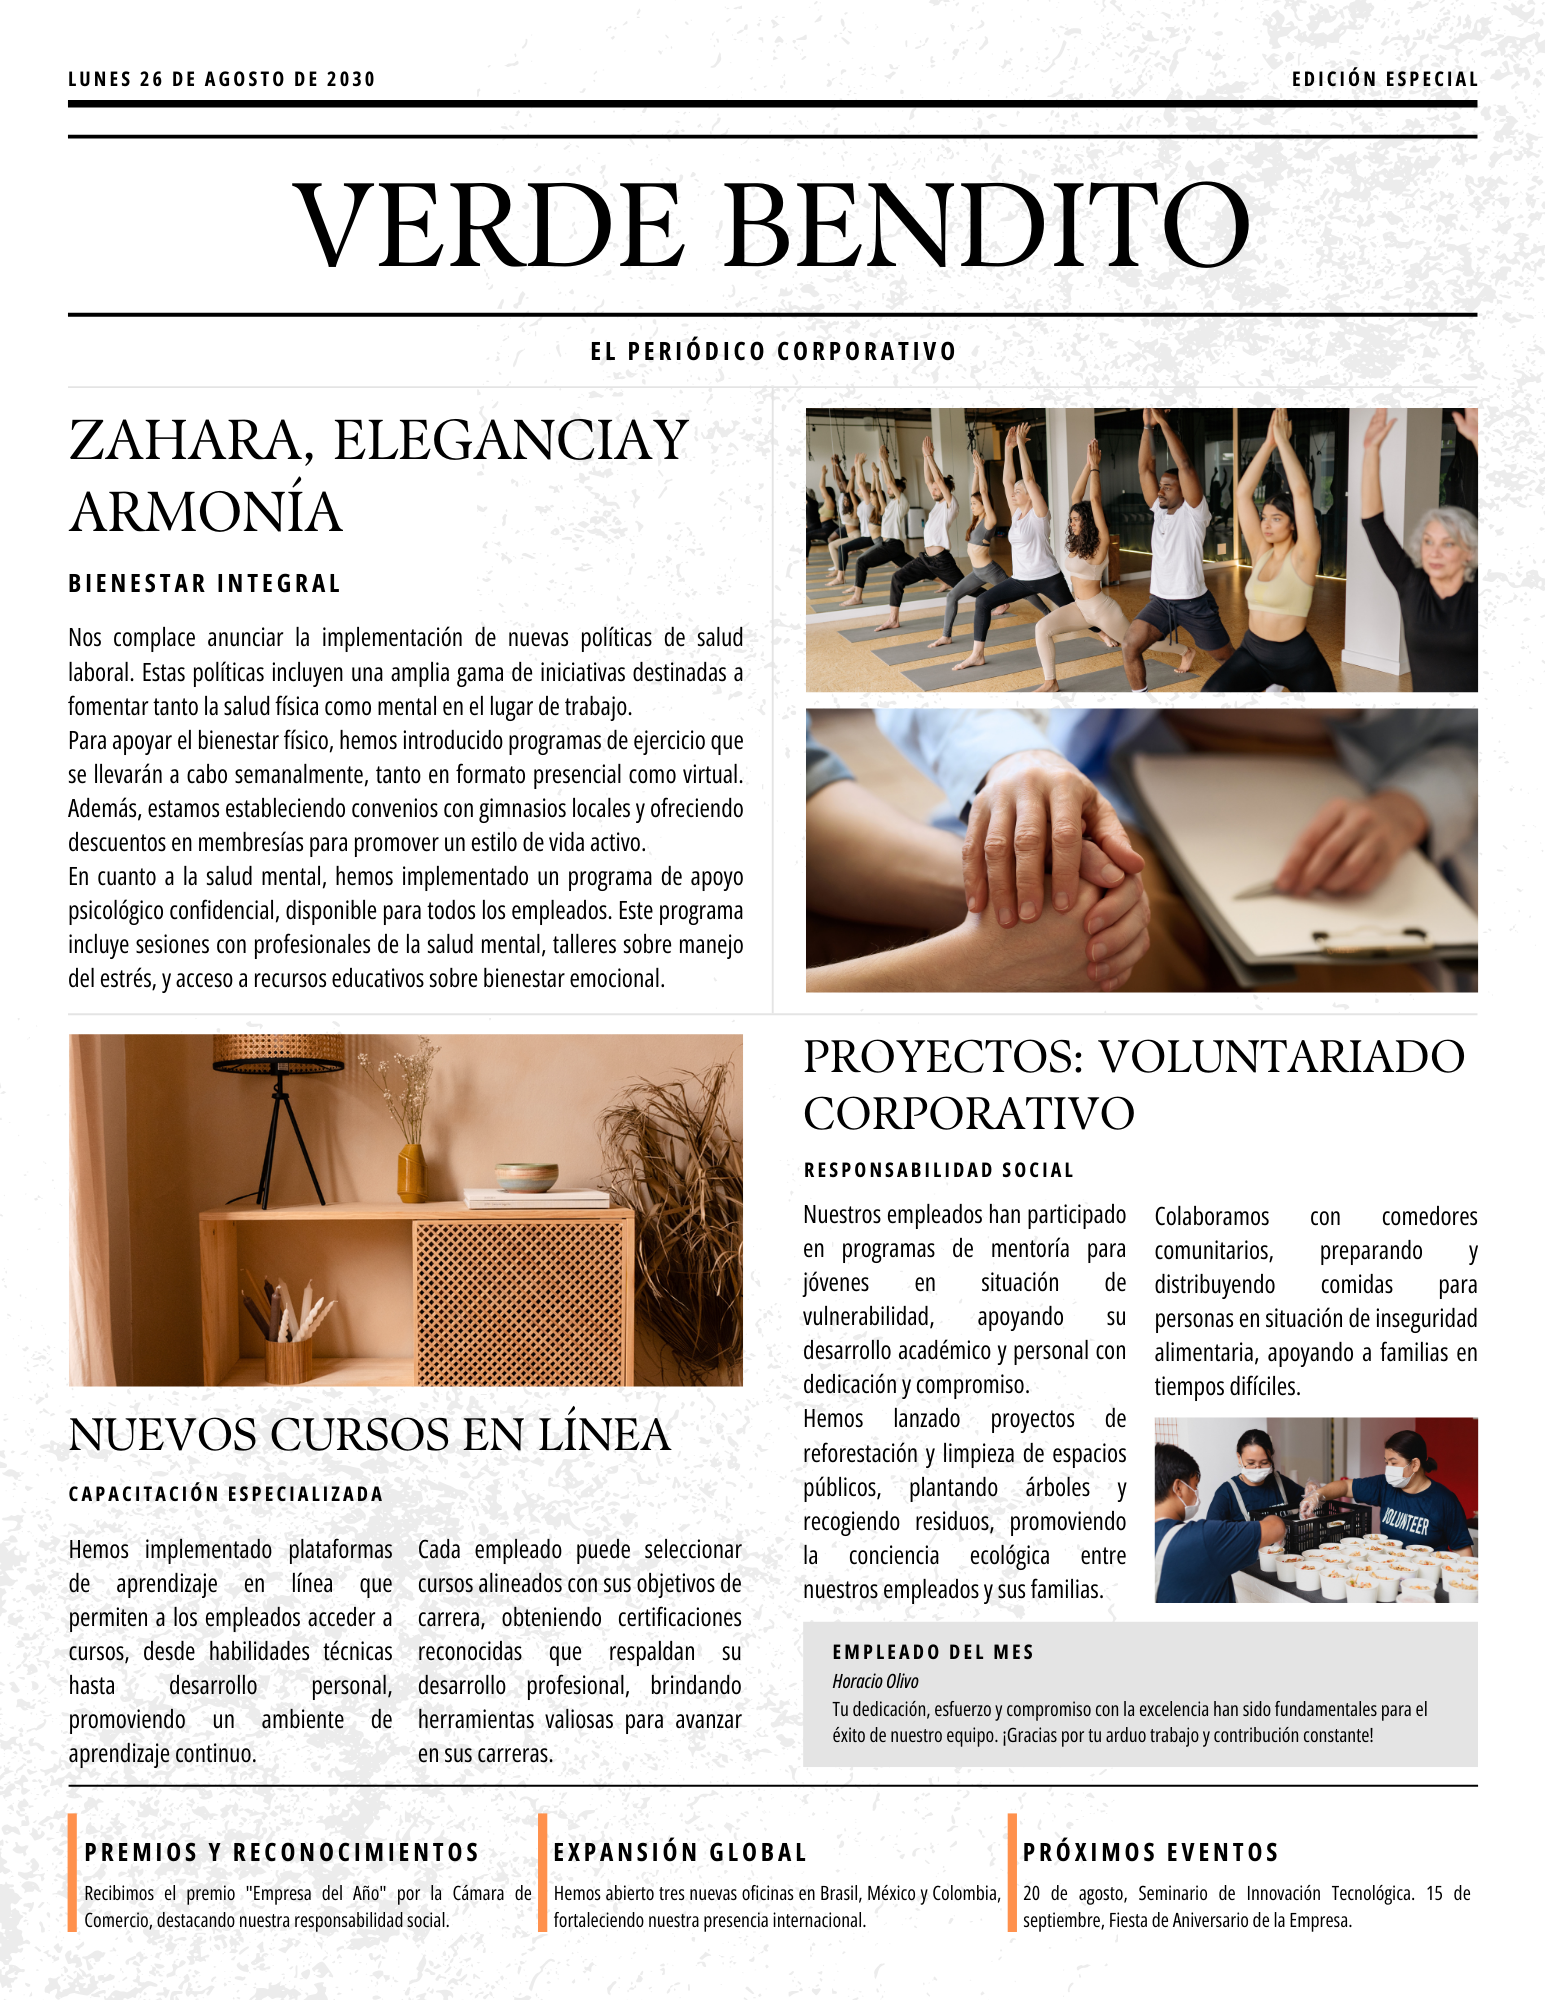 LUNES 26 DE AGOSTO DE 2030
EDICIÓN ESPECIAL
VERDE BENDITO
EL PERIÓDICO CORPORATIVO
ZAHARA, ELEGANCIAY
ARMONÍA
BIENESTAR INTEGRAL
Nos complace anunciar la implementación de nuevas políticas de salud
laboral. Estas políticas incluyen una amplia gama de iniciativas destinadas a
fomentar tanto la salud física como mental en el lugar de trabajo.
Para apoyar el bienestar físico, hemos introducido programas de ejercicio que
se llevarán a cabo semanalmente, tanto en formato presencial como virtual.
Además, estamos estableciendo convenios con gimnasios locales y ofreciendo
descuentos en membresías para promover un estilo de vida activo.
En cuanto a la salud mental, hemos implementado un programa de apoyo
psicológico confidencial, disponible para todos los empleados. Este programa
incluye sesiones con profesionales de la salud mental, talleres sobre manejo
del estrés, y acceso a recursos educativos sobre bienestar emocional.
NUEVOS CURSOS EN LÍNEA
CAPACITACIÓN ESPECIALIZADA
Hemos implementado plataformas
de aprendizaje en línea que
permiten a los empleados acceder a
cursos, desde habilidades técnicas
hasta desarrollo personal,
promoviendo un ambiente de
aprendizaje continuo.
Cada empleado puede seleccionar
cursos alineados con sus objetivos de
carrera, obteniendo certificaciones
reconocidas que respaldan su
desarrollo profesional, brindando
herramientas valiosas para avanzar
en sus carreras.
PROYECTOS: VOLUNTARIADO
CORPORATIVO
RESPONSABILIDAD SOCIAL
Nuestros empleados han participado
en programas de mentoría para
jóvenes en situación de
vulnerabilidad, apoyando su
desarrollo académico y personal con
dedicación y compromiso.
Hemos lanzado proyectos de
reforestación y limpieza de espacios
públicos, plantando árboles y
recogiendo residuos, promoviendo
la conciencia ecológica entre
nuestros empleados y sus familias.
Colaboramos con comedores
comunitarios, preparando y
distribuyendo comidas para
personas en situación de inseguridad
alimentaria, apoyando a familias en
tiempos difíciles.
VOLUNTEER
EMPLEADO DEL MES
Horacio Olivo
Tu dedicación, esfuerzo y compromiso con la excelencia han sido fundamentales para el
éxito de nuestro equipo. ¡Gracias por tu arduo trabajo y contribución constante!
PREMIOS Y RECONOCIMIENTOS
Recibimos el premio "Empresa del Año" por la Cámara de
Comercio, destacando nuestra responsabilidad social.
EXPANSIÓN GLOBAL
Hemos abierto tres nuevas oficinas en Brasil, México y Colombia,
fortaleciendo nuestra presencia internacional.
PRÓXIMOS EVENTOS
20 de agosto, Seminario de Innovación Tecnológica. 15 de
septiembre, Fiesta de Aniversario de la Empresa.